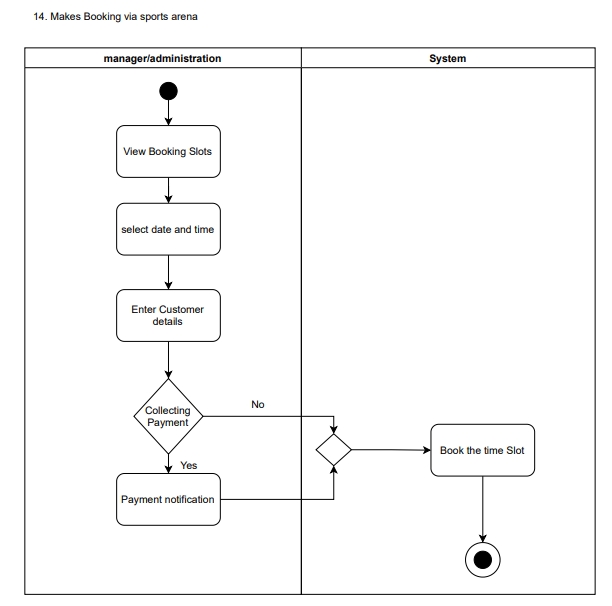 14. Makes Booking via sports arena
manager/administration
System
View Booking Slots
select date and time
Enter Customer
details
Collecting
Payment
No
Yes
Book the time Slot
Payment notification